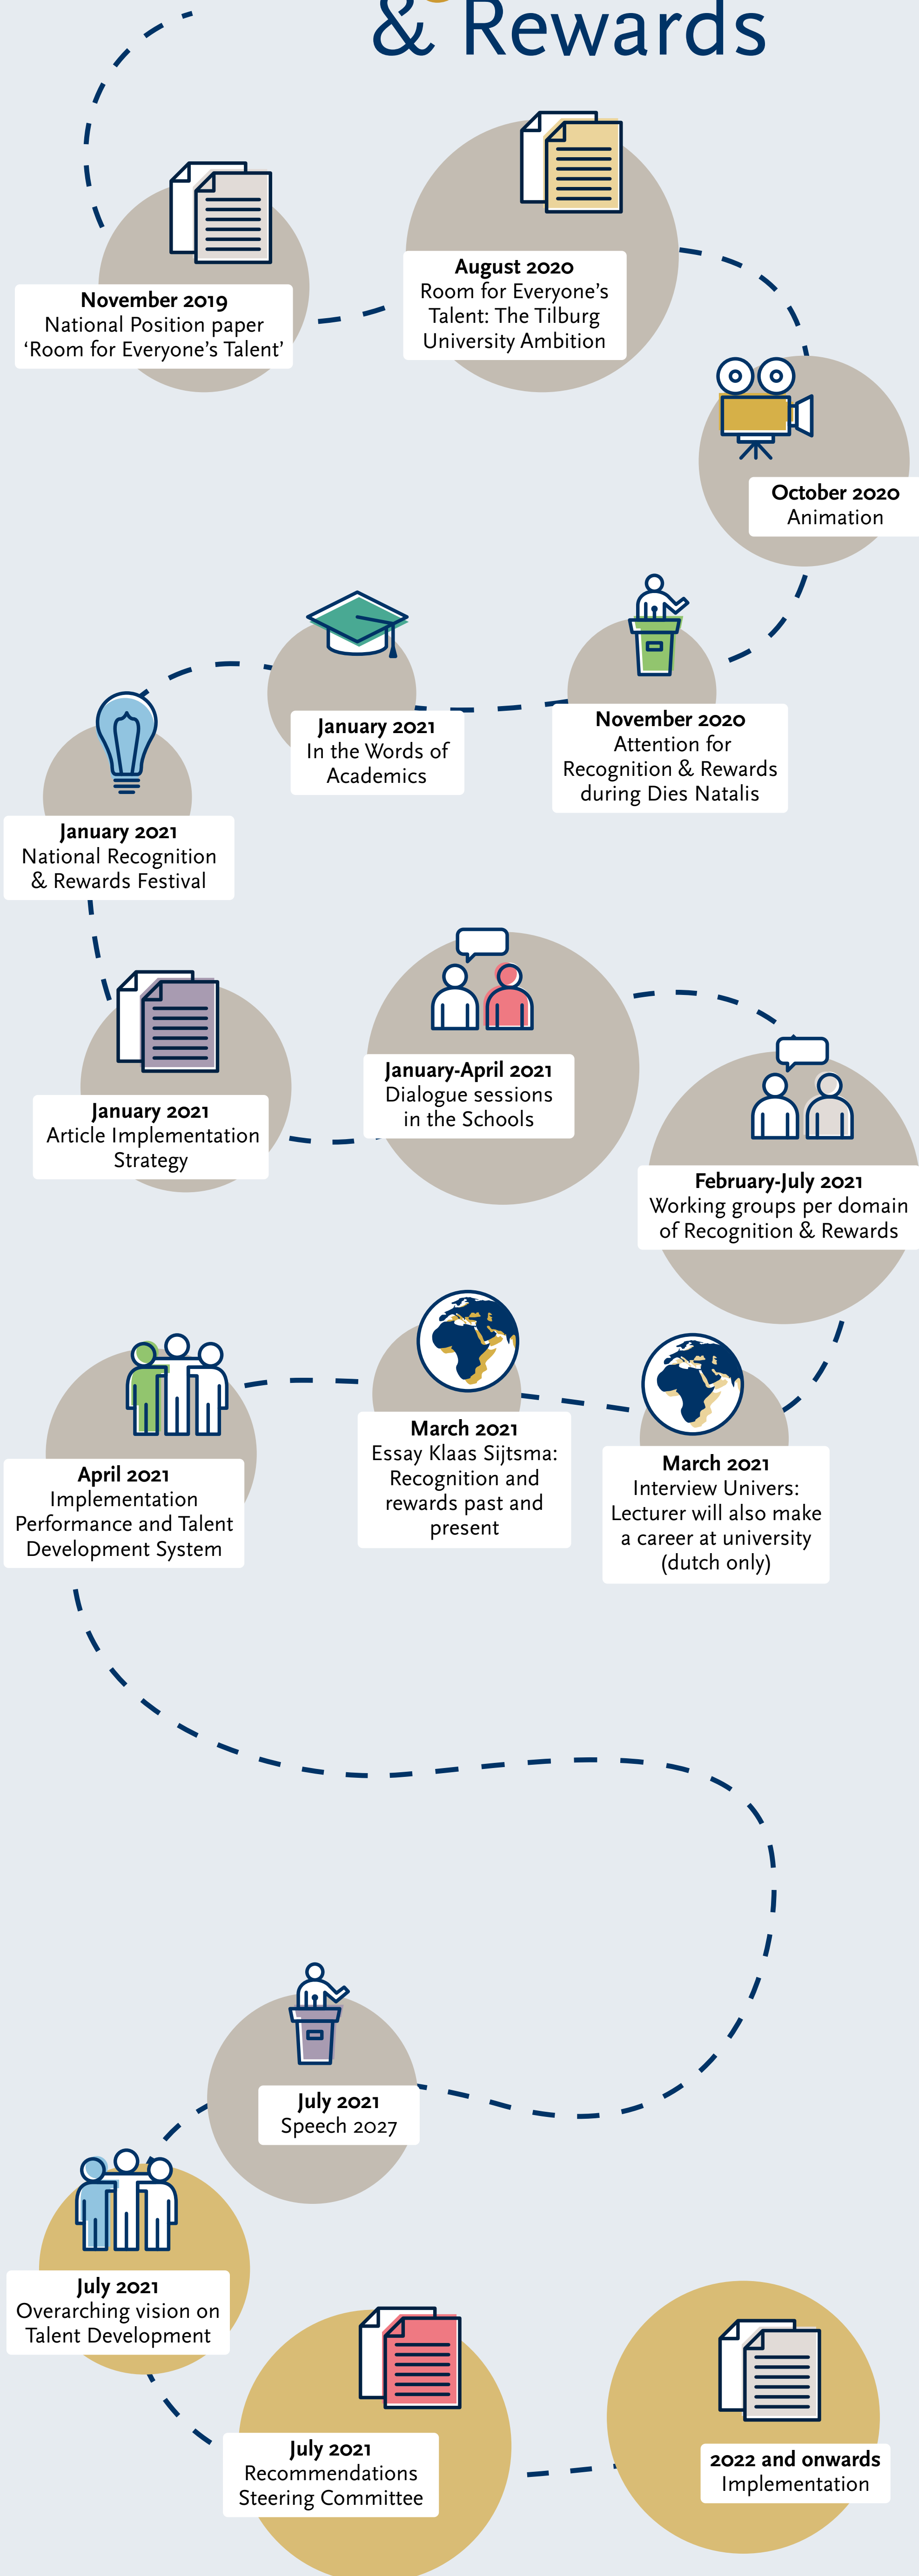 & Rewards
November 2019
National Position paper
‘Room for Everyone’s Talent’
August 2020
Room for Everyone’s
Talent: The Tilburg
University Ambition
October 2020
Animation
November 2020
Attention for
Recognition & Rewards
during Dies Natalis
January 2021
In the Words of
Academics
January 2021
National Recognition
& Rewards Festival
January 2021
Article Implementation
Strategy
January-April 2021
Dialogue sessions
in the Schools
February-July 2021
Working groups per domain
of Recognition & Rewards
March 2021
Interview Univers:
Lecturer will also make
a career at university
(dutch only)
March 2021
Essay Klaas Sijtsma:
Recognition and
rewards past and
present
April 2021
Implementation
Performance and Talent
Development System
July 2021
Speech 2027
July 2021
Overarching vision on
Talent Development
July 2021
Recommendations
Steering Committee
2022 and onwards
Implementation